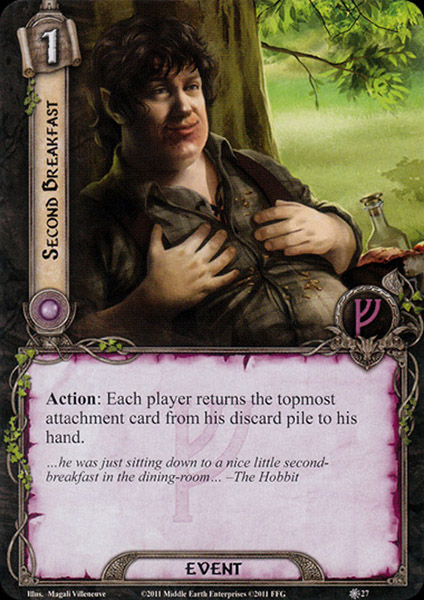 1
SECOND BREAKFAST
Action: Each player returns the topmost
attachment card from his discard pile to his
hand.
…he was just sitting down to a nice little second-
breakfast in the dining-room… –The Hobbit
EVENT
Illus. Magali Villeneuve ©2011 Middle Earth Enterprises ©2011 FFG 27